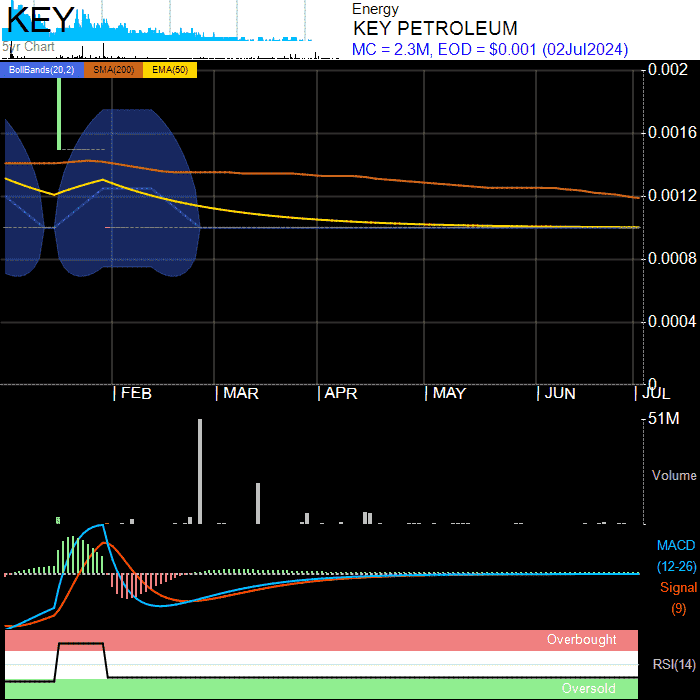 KEY
5yr Chart
Energy
KEY PETROLEUM
MC = 2.3M, EOD = $0.001 (02Jul2024)
BollBands(20,2) SMA(200) EMA(50)
0.002
0.0016
0.0012
0.0008
0.0004
0
FEB MAR APR MAY JUN JUL
51M
Volume
MACD
(12-26)
Signal
(9)
Overbought
RSI(14)
Oversold